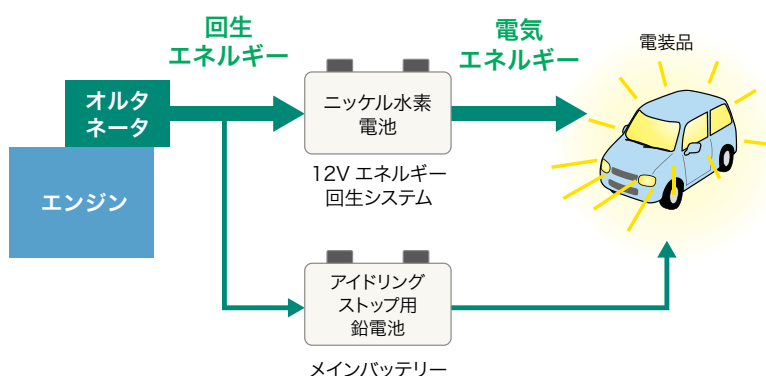 回生
エネルギー
電気
エネルギー
電装品
オルタ
ネータ
ニッケル水素
電池
12V エネルギー
回生システム
エンジン
アイドリング
ストップ用
鉛電池
メインバッテリー